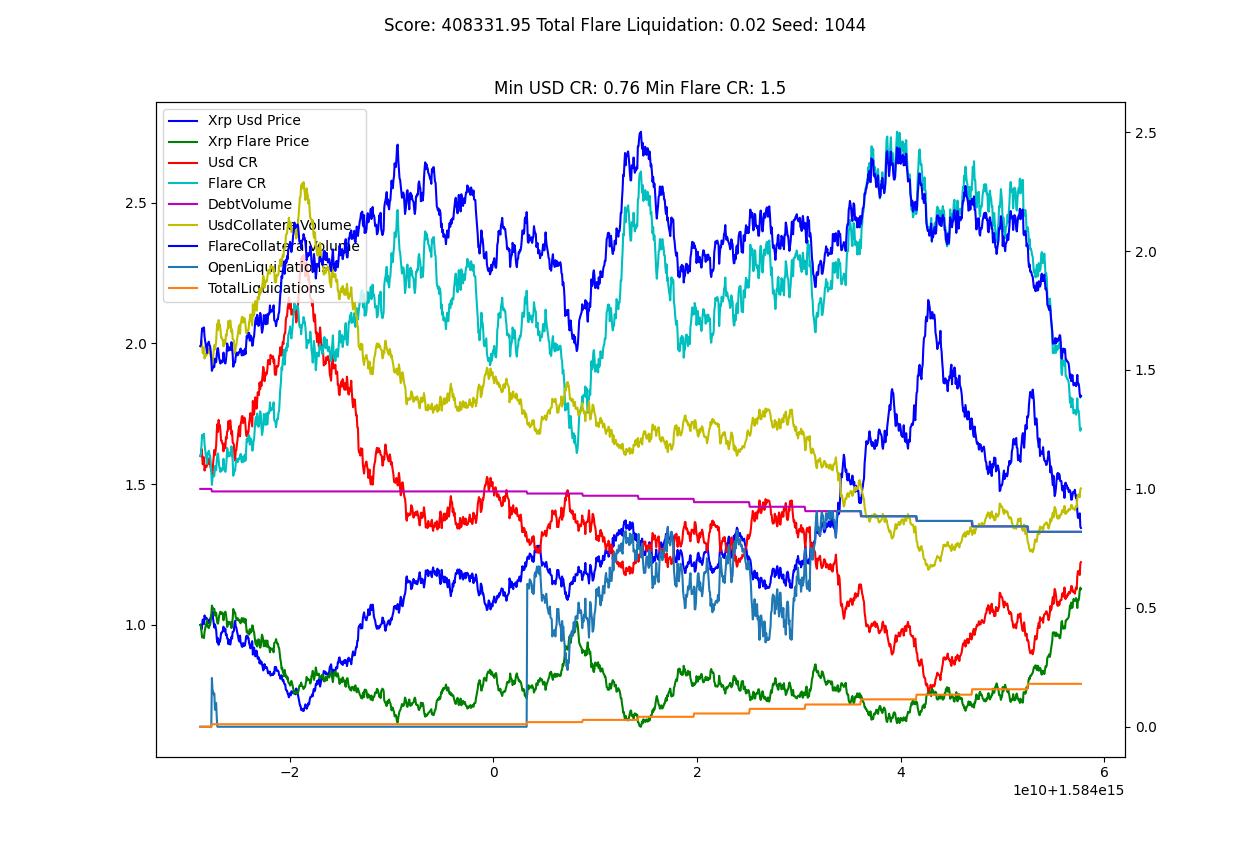 Score: 408331.95 Total Flare Liquidation: 0.02 Seed: 1044
Min USD CR: 0.76 Min Flare CR: 1.5
Xrp Usd Price
Xrp Flare Price
Usd CR
Flare CR
DebtVolume
UsdCollateralVolume
FlareCollateralVolume
OpenLiquidations
TotalLiquidations
2.5
2.0
1.5
1.0
2.5
2.0
1.5
1.0
0.5
0.0
−2
0
2
4
6
1e10+1.584e15